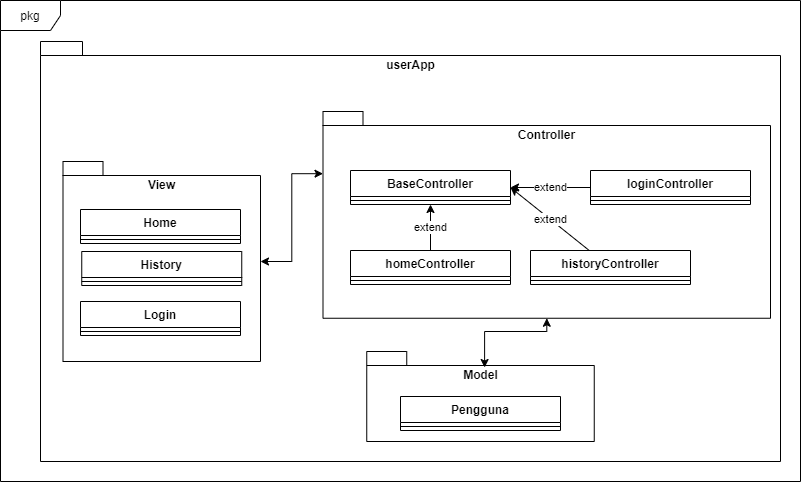 pkg
userApp
Controller
BaseController
extend
loginController
extend
extend
homeController
historyController
View
Home
History
Login
Model
Pengguna